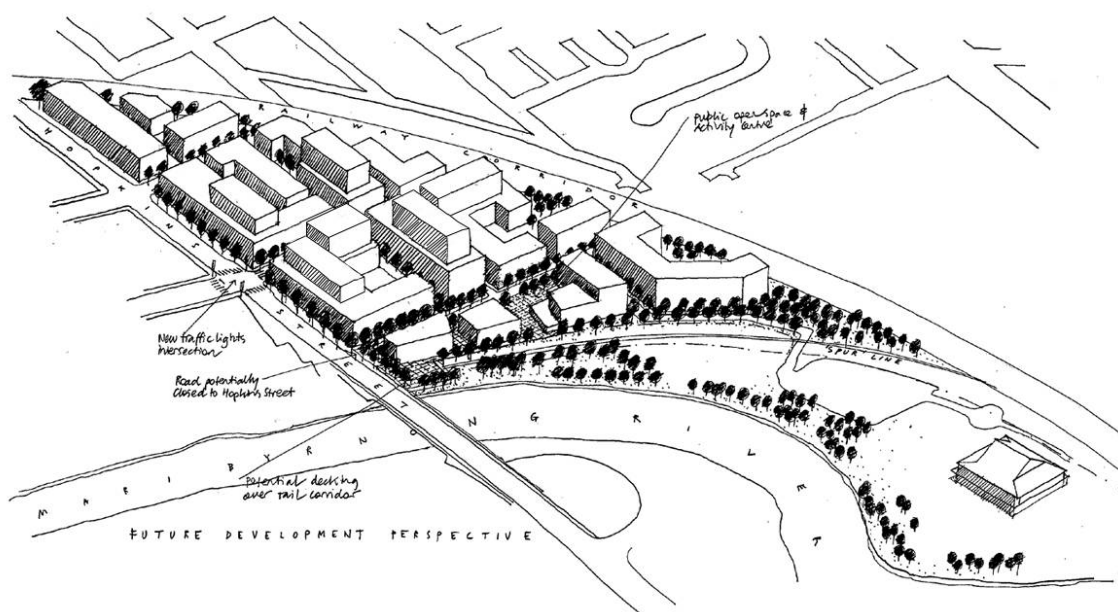 RAILWAY CORRIDOR
Public open space &
Activity Centre
HOPKINS STREET
New traffic lights
intersection
SPUR LINE
Road potentially
closed to Hopkins Street
MARIBYRNONG RIVER
Potential decking
over rail corridor
FUTURE DEVELOPMENT PERSPECTIVE